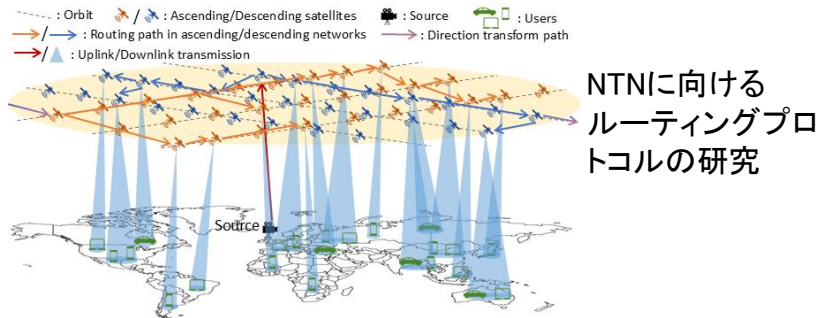 : Orbit / : Ascending/Descending satellites : Source : Users
/ : Routing path in ascending/descending networks : Direction transform path
/ : Uplink/Downlink transmission
NTNに向ける
ルーティングプロ
トコルの研究
Source